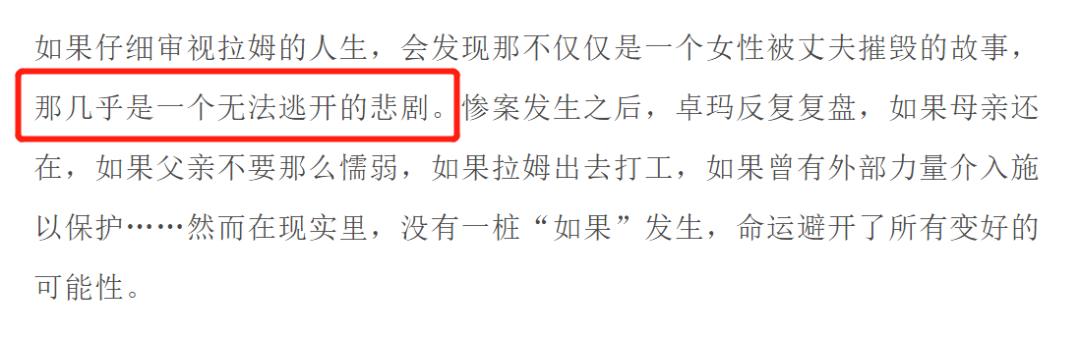 如果仔细审视拉姆的人生，会发现那不仅仅是一个女性被丈夫摧毁的故事，
那几乎是一个无法逃开的悲剧。惨案发生之后，卓玛反复复盘，如果母亲还
在，如果父亲不要那么懦弱，如果拉姆出去打工，如果曾有外部力量介入施
以保护……然而在现实里，没有一桩“如果”发生，命运避开了所有变好的
可能性。